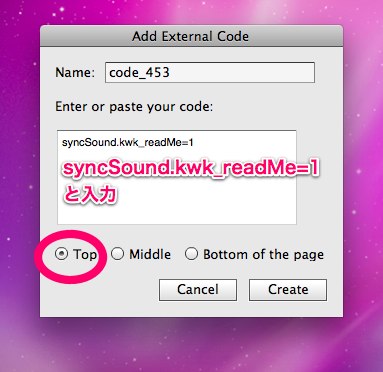 Add External Code
Name: code_453
Enter or paste your code:
syncSound.kwk_readMe=1
syncSound.kwk_readMe=1
と入力
Top Middle Bottom of the page
Cancel Create